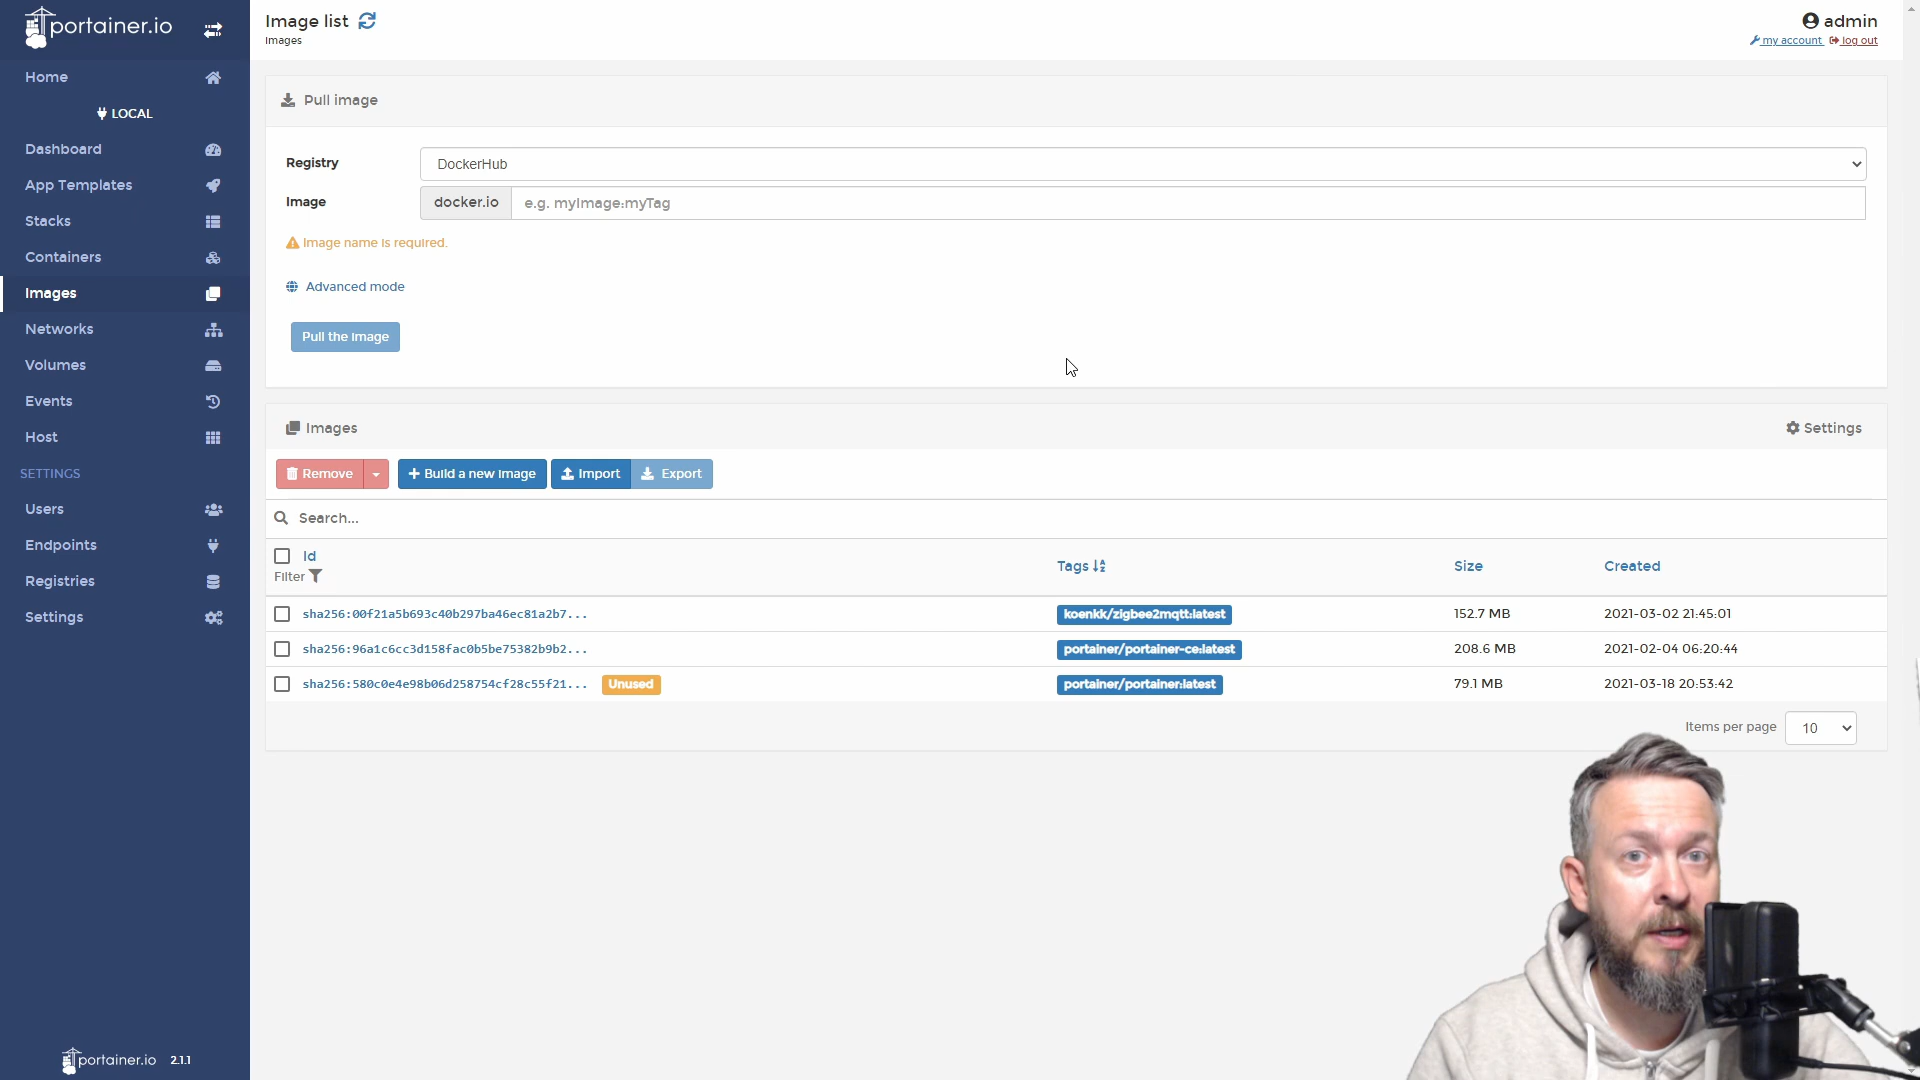 portainer.io
Home
LOCAL
Dashboard
App Templates
Stacks
Containers
Images
Networks
Volumes
Events
Host
SETTINGS
Users
Endpoints
Registries
Settings
portainer.io 2.1.1
Image list
Images
admin
my account log out
Pull image
Registry DockerHub
Image docker.io e.g. myImage:myTag
Image name is required.
Advanced mode
Pull the image
Images Settings
Remove Build a new image Import Export
Search...
Id
Filter
Tags Size Created
sha256:00f21a5b693c40b297ba46ec81a2b7... koenkk/zigbee2mqtt:latest 152.7 MB 2021-03-02 21:45:01
sha256:96a1c6cc3d158fac0b5be75382b9b2... portainer/portainer-ce:latest 208.6 MB 2021-02-04 06:20:44
sha256:580c0e4e98b06d258754cf28c55f21... Unused portainer/portainer:latest 79.1 MB 2021-03-18 20:53:42
Items per page 10